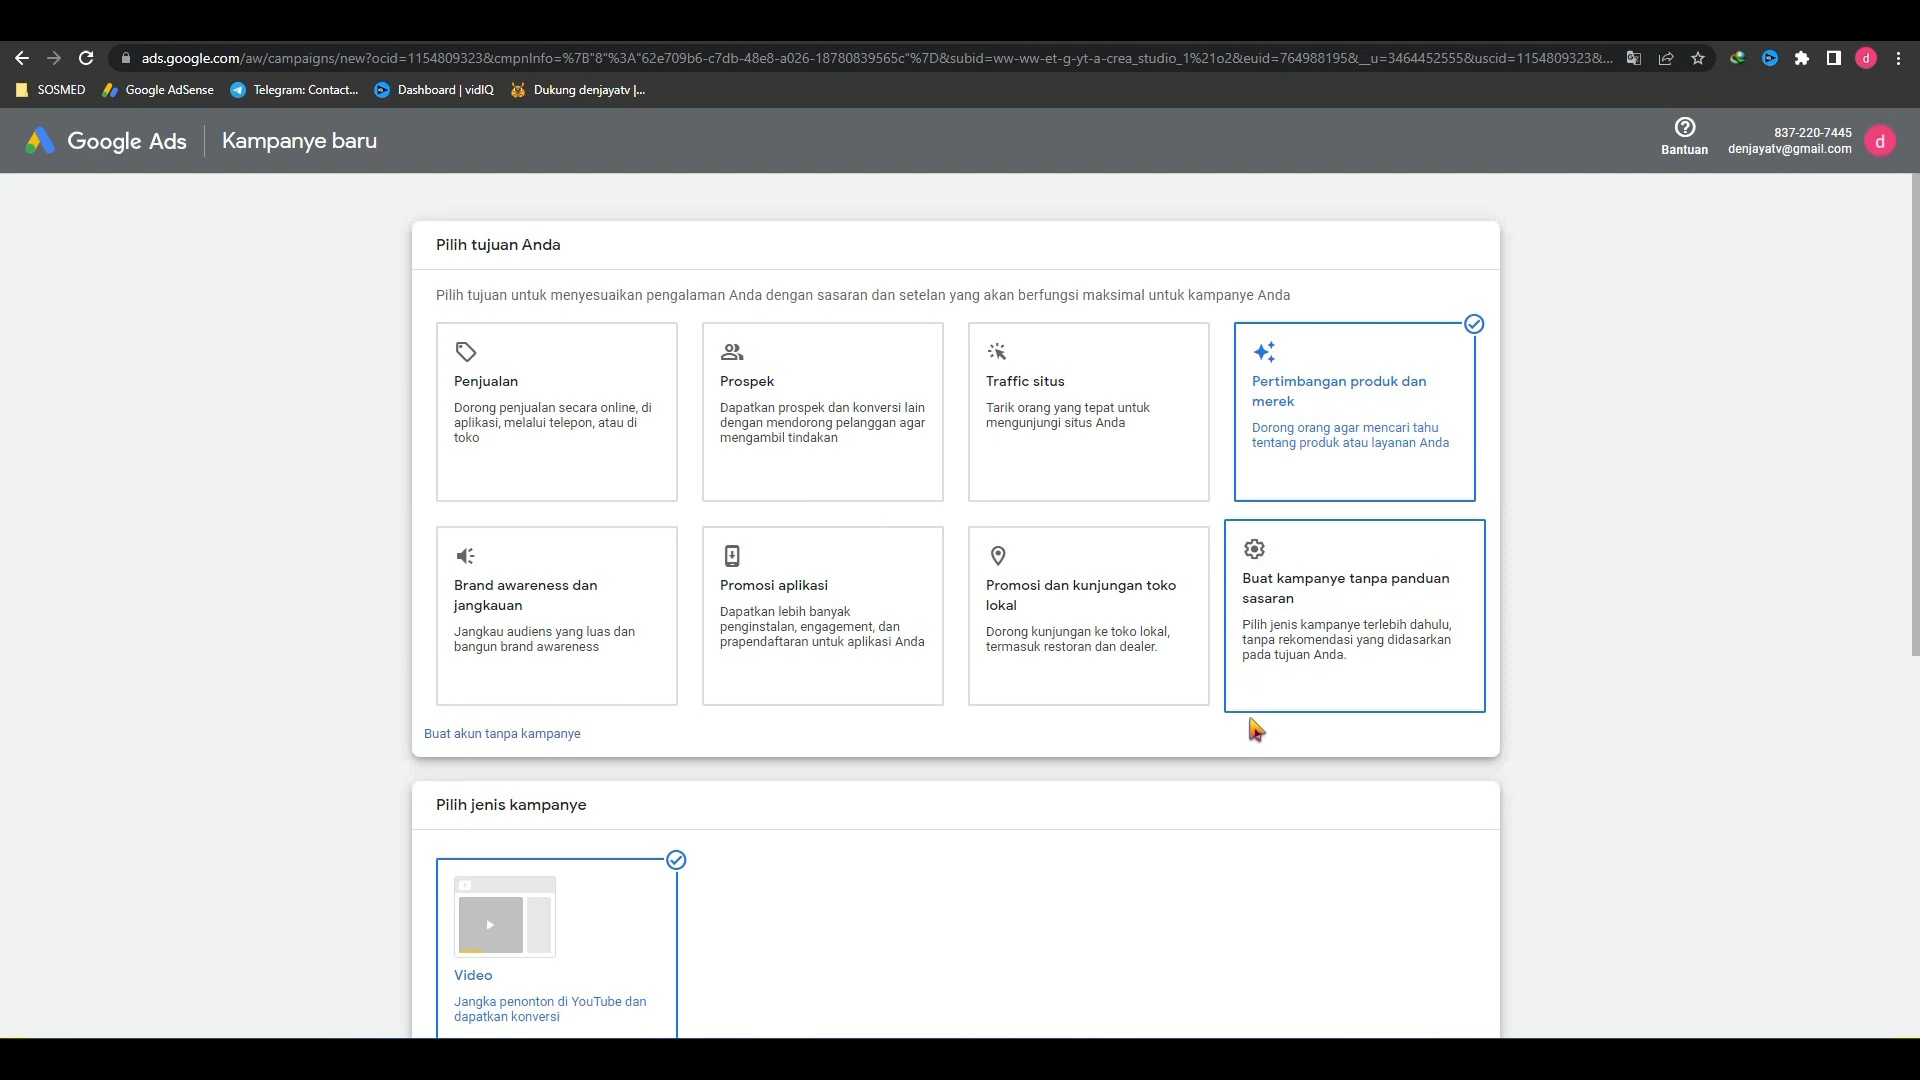 ads.google.com/aw/campaigns/new?ocid=1154809323&cmpnInfo=%7B"8"%3A"62e709b6-c7db-48e8-a026-18780839565c"%7D&subid=ww-ww-et-g-yt-a-crea_studio_1%21o2&euid=764988195&__u=3464452555&uscid=1154809323&...
d
SOSMED
Google AdSense
Telegram: Contact...
Dashboard | vidIQ
Dukung denjayatv |...
Google Ads
Kampanye baru
Bantuan
837-220-7445
denjayatv@gmail.com
d
Pilih tujuan Anda
Pilih tujuan untuk menyesuaikan pengalaman Anda dengan sasaran dan setelan yang akan berfungsi maksimal untuk kampanye Anda
Penjualan
Dorong penjualan secara online, di
aplikasi, melalui telepon, atau di
toko
Prospek
Dapatkan prospek dan konversi lain
dengan mendorong pelanggan agar
mengambil tindakan
Traffic situs
Tarik orang yang tepat untuk
mengunjungi situs Anda
Pertimbangan produk dan
merek
Dorong orang agar mencari tahu
tentang produk atau layanan Anda
Brand awareness dan
jangkauan
Jangkau audiens yang luas dan
bangun brand awareness
Promosi aplikasi
Dapatkan lebih banyak
penginstalan, engagement, dan
prapendaftaran untuk aplikasi Anda
Promosi dan kunjungan toko
lokal
Dorong kunjungan ke toko lokal,
termasuk restoran dan dealer.
Buat kampanye tanpa panduan
sasaran
Pilih jenis kampanye terlebih dahulu,
tanpa rekomendasi yang didasarkan
pada tujuan Anda.
Buat akun tanpa kampanye
Pilih jenis kampanye
Video
Jangka penonton di YouTube dan
dapatkan konversi